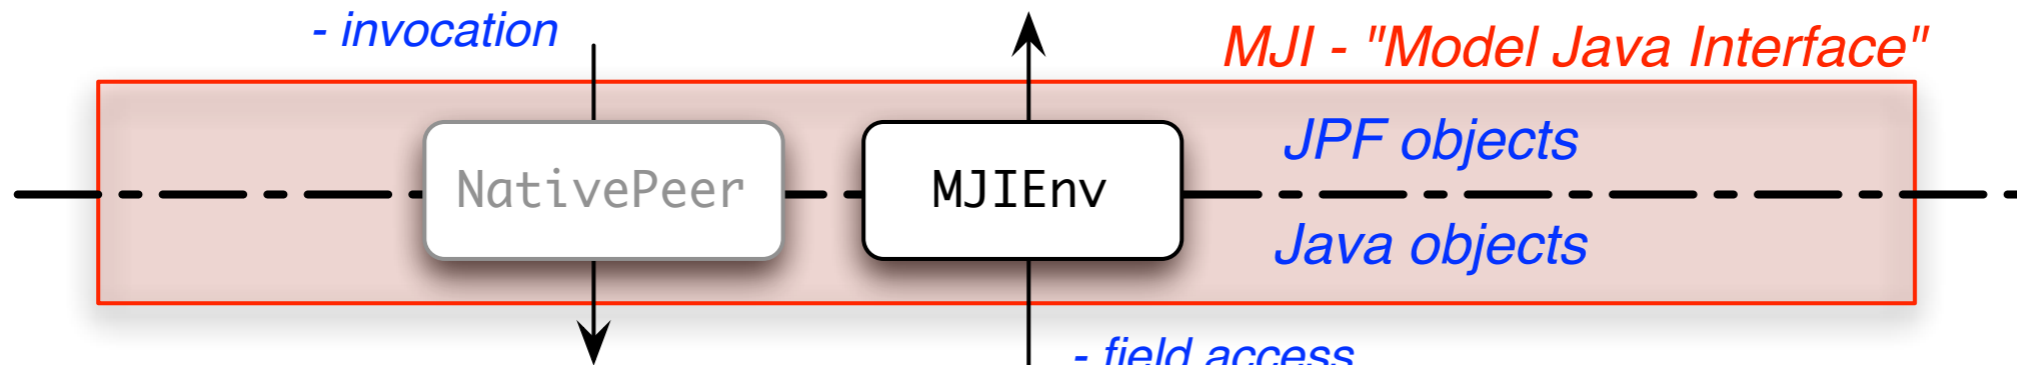 - invocation
MJI - "Model Java Interface"
JPF objects
NativePeer
MJIEnv
Java objects
- field access